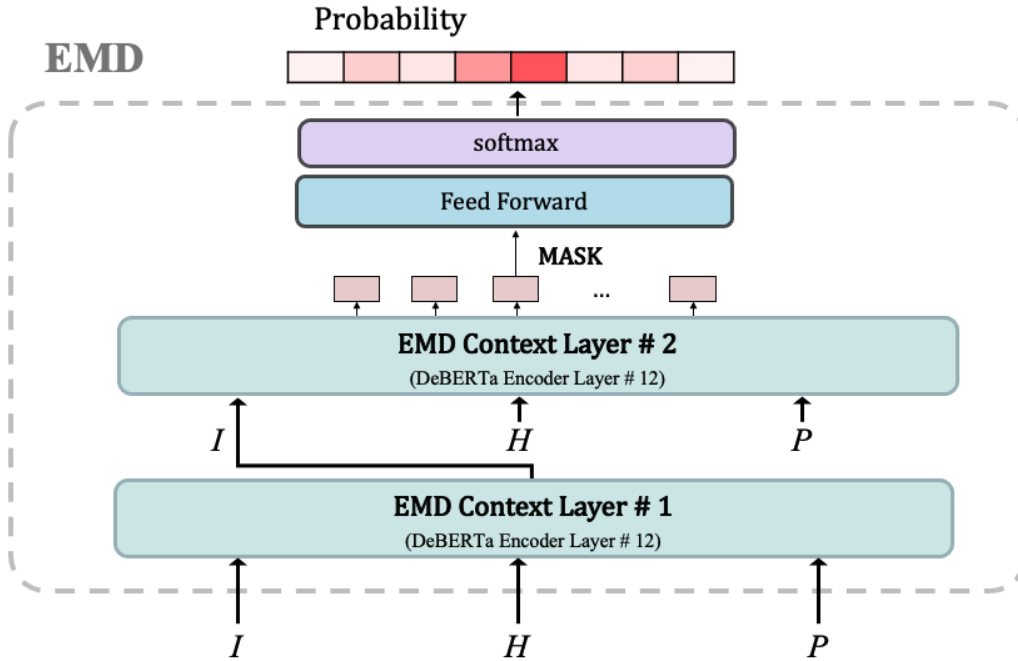 Probability
EMD
softmax
Feed Forward
MASK
...
EMD Context Layer # 2
(DeBERTa Encoder Layer # 12)
I H P
EMD Context Layer # 1
(DeBERTa Encoder Layer # 12)
I H P